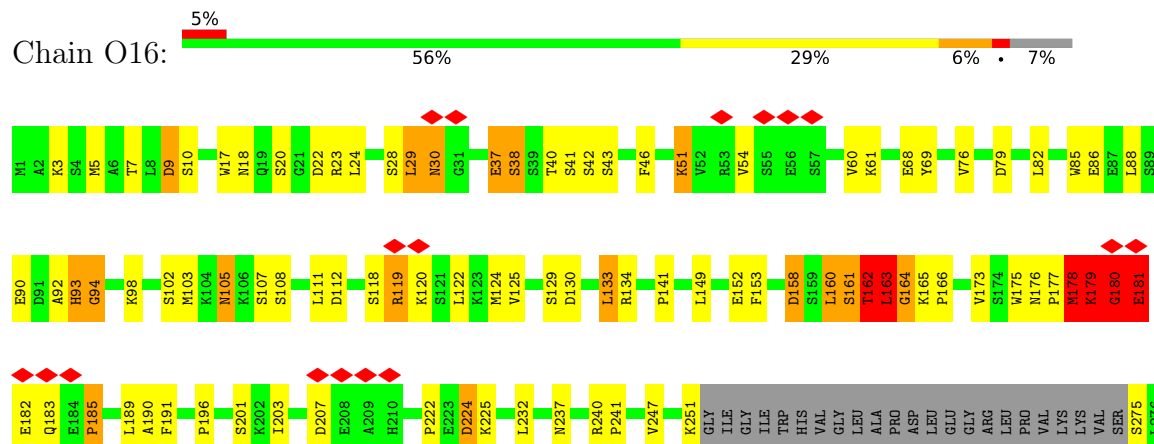 5%
Chain O16:
56% 29% 6% • 7%
M1 A2 K3 S4 M5 A6 T7 L8 D9 S10 W17 N18 Q19 S20 G21 D22 R23 L24 S28 L29 N30 G31 E37 S38 S39 T40 S41 S42 S43 F46 K51 V52 R53 V54 S55 E56 S57 V60 K61 E68 Y69 V76 D79 L82 W85 E86 E87 L88 S89
E90 D91 A92 H93 G94 K98 S102 M103 K104 N105 K106 S107 S108 L111 D112 S118 R119 K120 S121 L122 K123 M124 V125 S129 D130 L133 R134 P141 L149 E152 F153 D158 S159 L160 S161 T162 L163 G164 K165 P166 V173 S174 W175 N176 P177 M178 K179 G180 E181
E182 Q183 E184 P185 L189 A190 F191 P196 S201 K202 I203 D207 E208 A209 H210 P222 E223 D224 K225 L232 N237 R240 P241 V247 K251 GLY ILE GLY ILE TRP HIS VAL GLY LEU ALA PRO ASP LEU GLU GLY ARG LEU PRO VAL LYS LYS VAL SER S275 L276